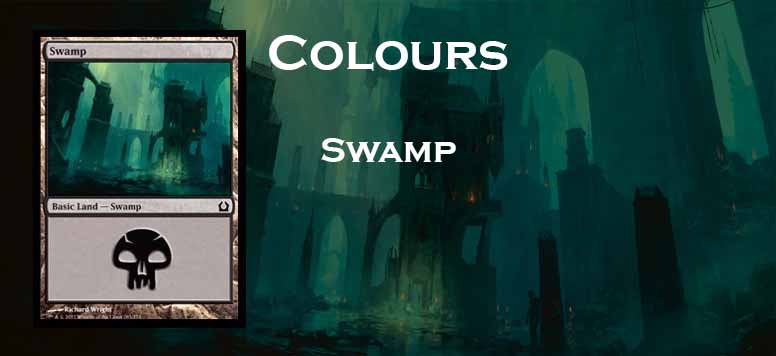 Colours
Swamp
Swamp
Basic Land — Swamp
Richard Wright